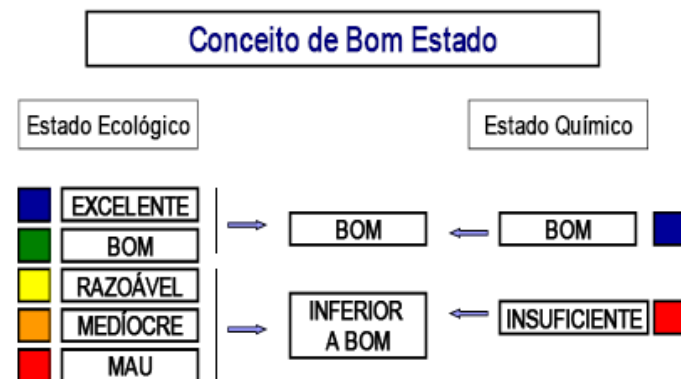 Conceito de Bom Estado
Estado Ecológico
Estado Químico
EXCELENTE
BOM
RAZOÁVEL
MEDÍOCRE
MAU
BOM
INFERIOR
A BOM
BOM
INSUFICIENTE